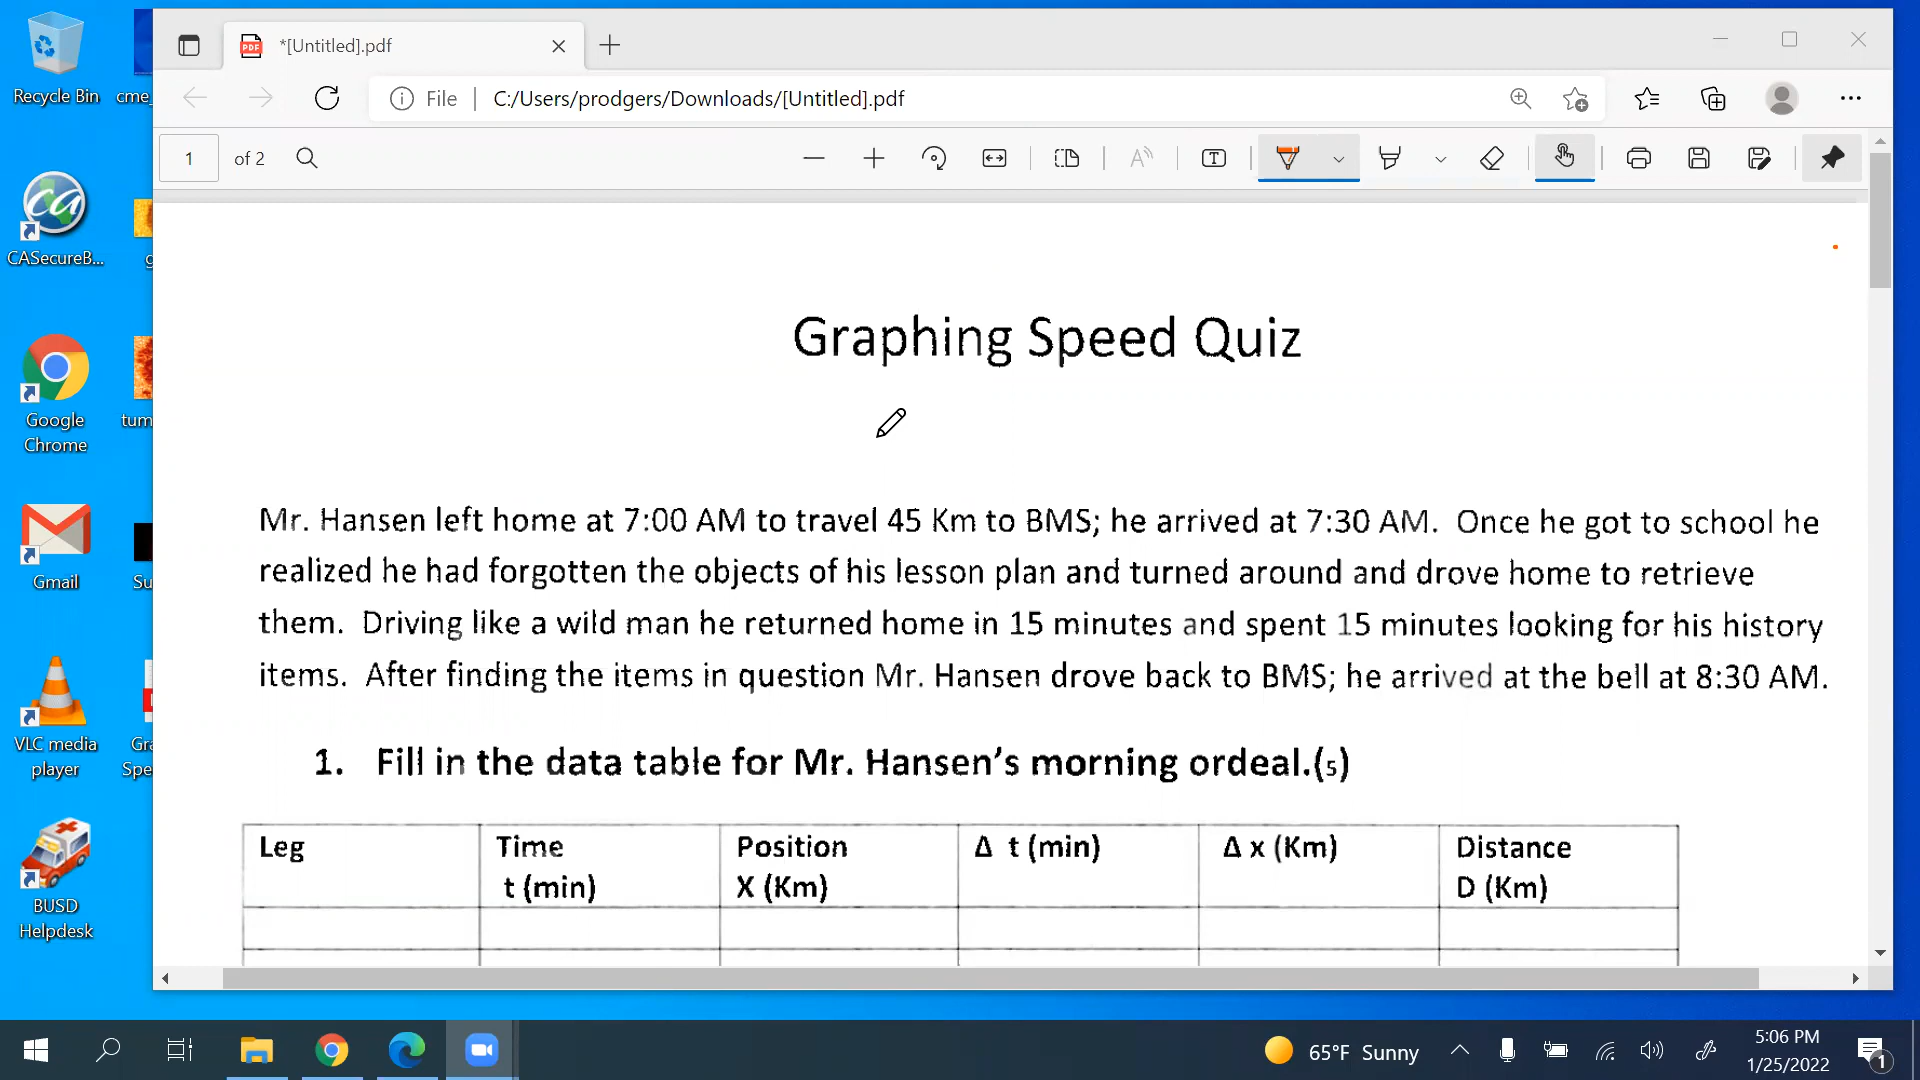 *[Untitled].pdf
File
C:/Users/prodgers/Downloads/[Untitled].pdf
1 of 2
Recycle Bin
cme_
CASecureB...
g
Google Chrome
tum
Gmail
Su
VLC media player
Gra
Spe
BUSD Helpdesk
Graphing Speed Quiz
Mr. Hansen left home at 7:00 AM to travel 45 Km to BMS; he arrived at 7:30 AM. Once he got to school he
realized he had forgotten the objects of his lesson plan and turned around and drove home to retrieve
them. Driving like a wild man he returned home in 15 minutes and spent 15 minutes looking for his history
items. After finding the items in question Mr. Hansen drove back to BMS; he arrived at the bell at 8:30 AM.
1. Fill in the data table for Mr. Hansen's morning ordeal.(5)
Leg
Time
t (min)
Position
X (Km)
Δ t (min)
Δ x (Km)
Distance
D (Km)
65°F Sunny
5:06 PM
1/25/2022
1